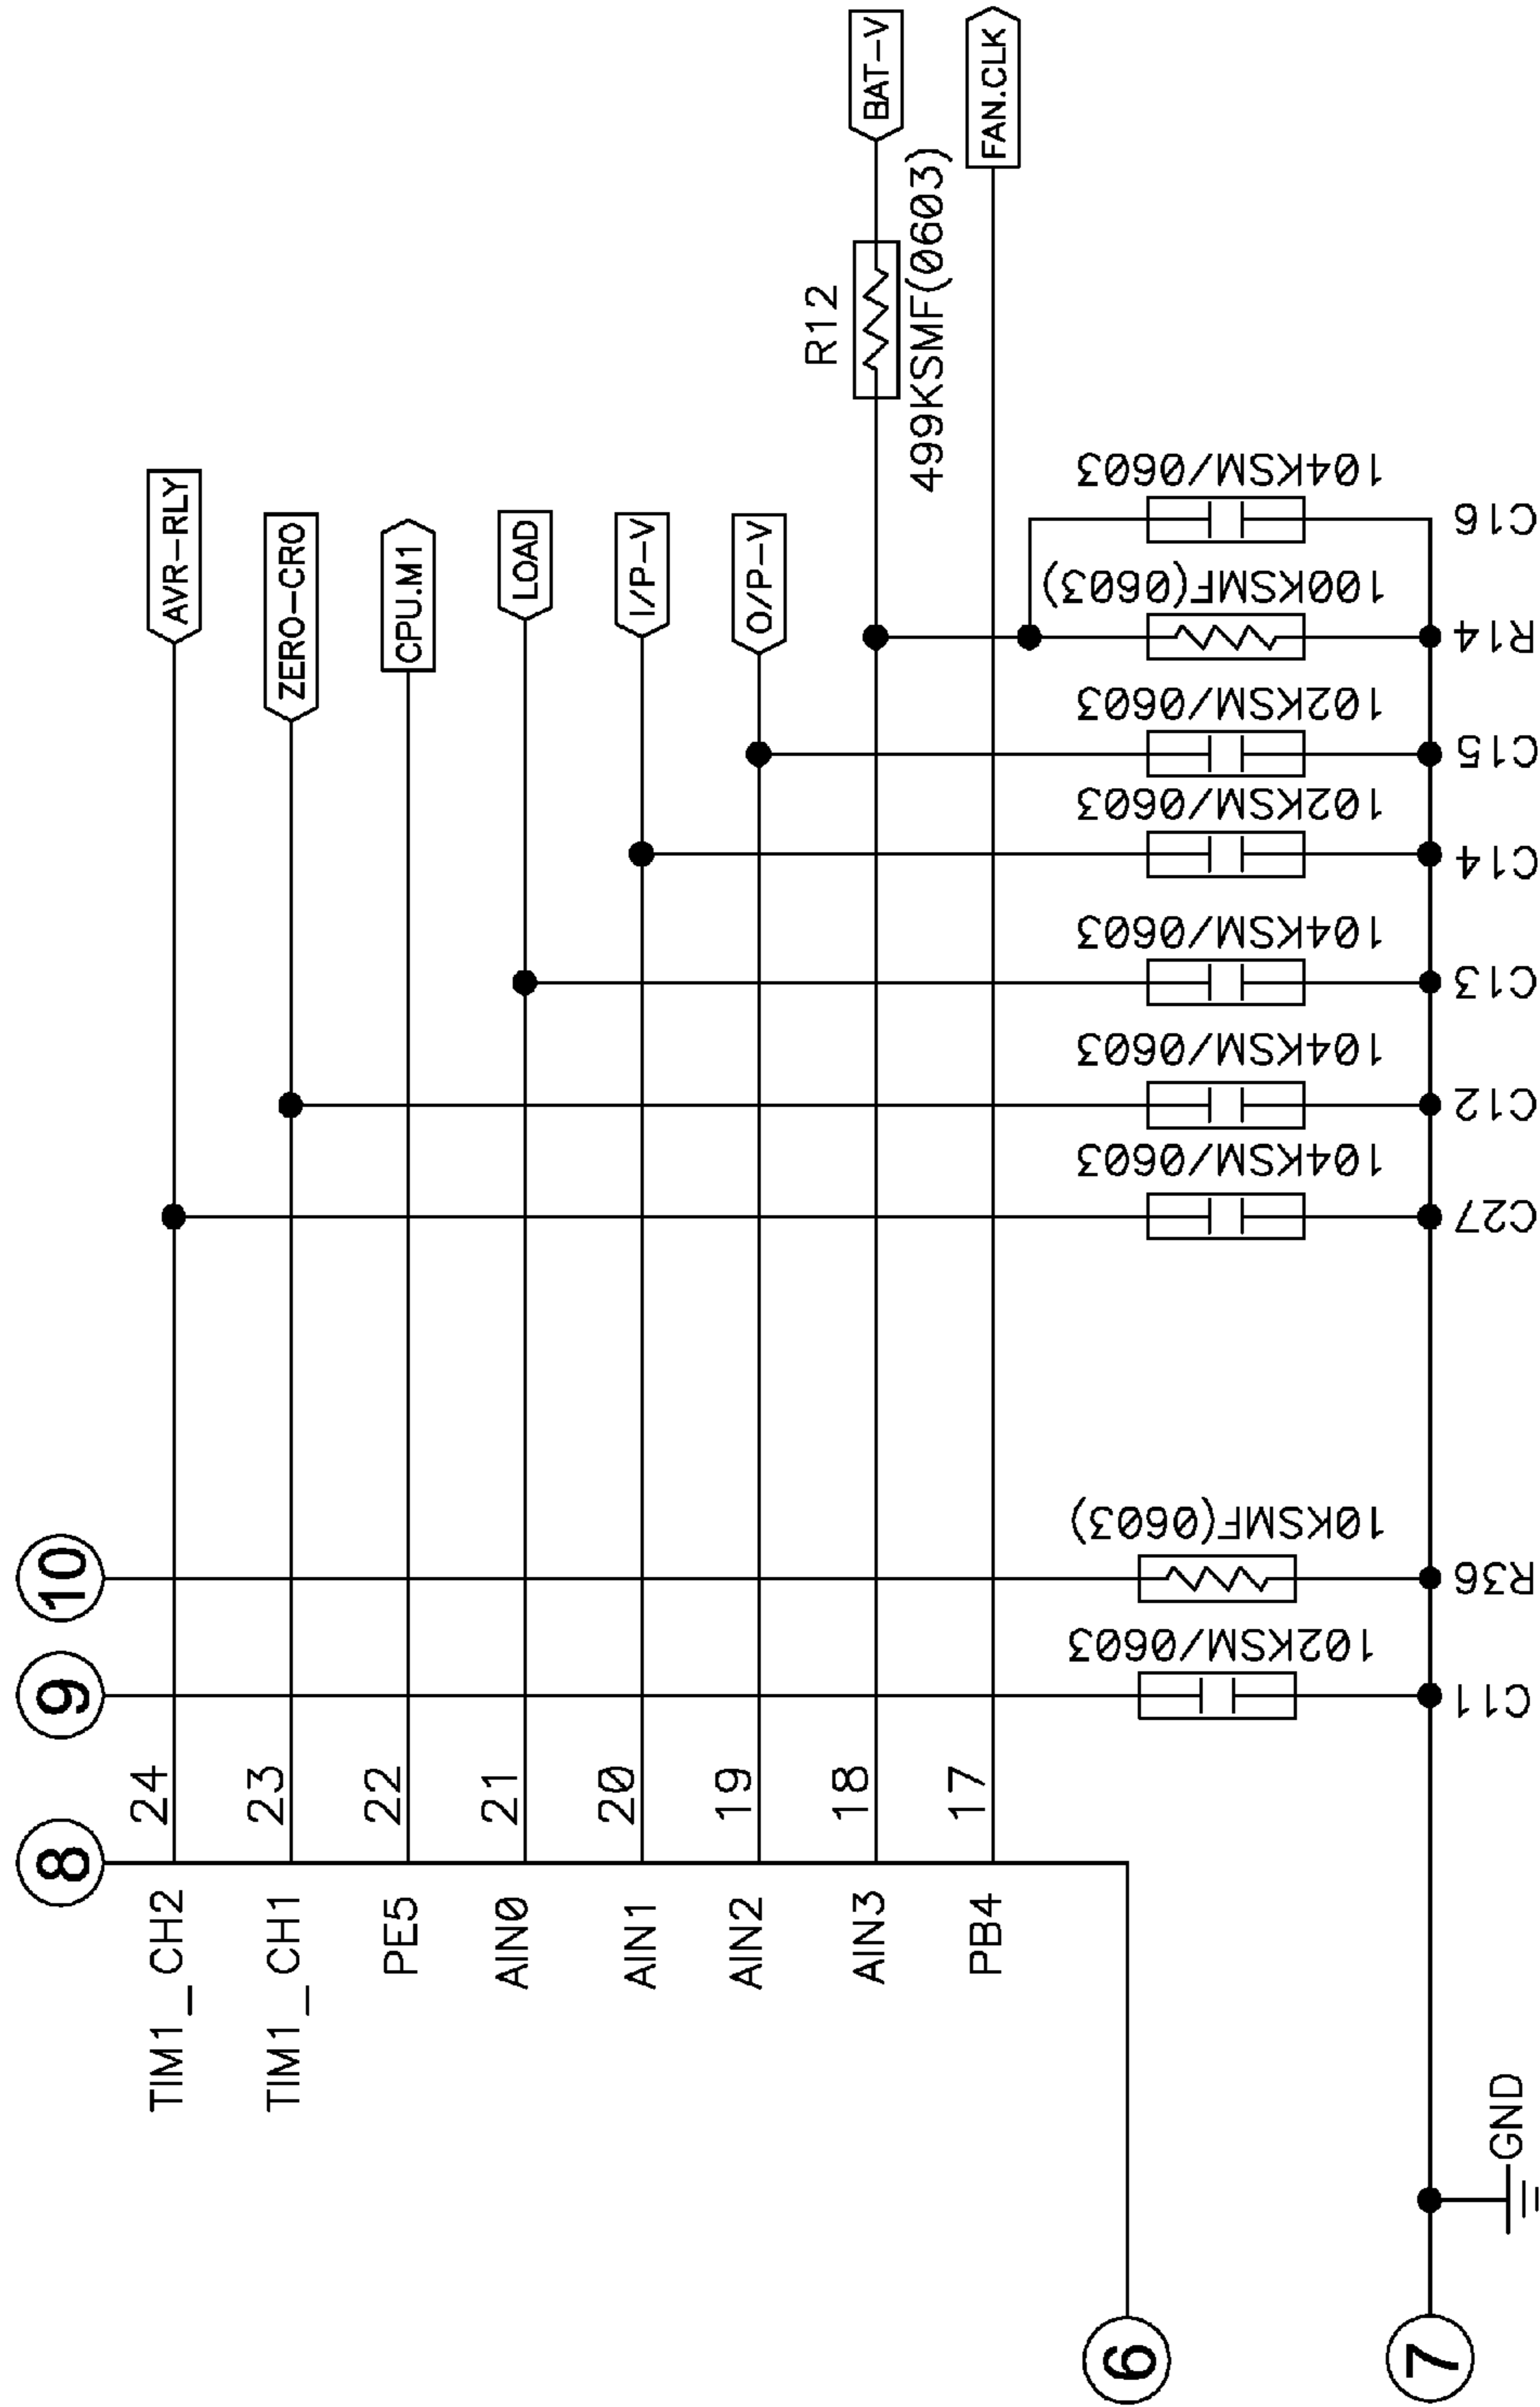 10
9
8
24
23
22
21
20
19
18
17
TIM1_CH2
TIM1_CH1
PE5
AIN0
AIN1
AIN2
AIN3
PB4
AVR-RLY
ZERO-CRO
CPU.M1
LOAD
I/P-V
O/P-V
BAT-V
FAN.CLK
R12
499KSMF(0603)
104KSM/0603
C16
100KSMF(0603)
R14
102KSM/0603
C15
102KSM/0603
C14
104KSM/0603
C13
104KSM/0603
C12
104KSM/0603
C27
10KSMF(0603)
R36
102KSM/0603
C11
GND
6
7